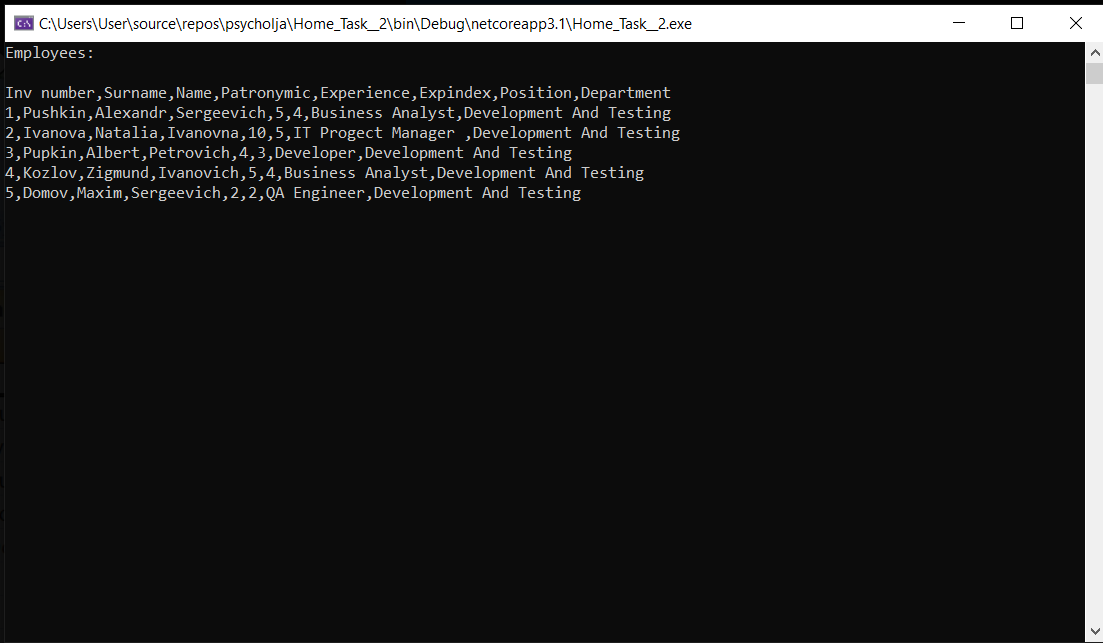 C:\Users\User\source\repos\psycholja\Home_Task__2\bin\Debug\netcoreapp3.1\Home_Task__2.exe
Employees:
Inv number,Surname,Name,Patronymic,Experience,Expindex,Position,Department
1,Pushkin,Alexandr,Sergeevich,5,4,Business Analyst,Development And Testing
2,Ivanova,Natalia,Ivanovna,10,5,IT Progect Manager ,Development And Testing
3,Pupkin,Albert,Petrovich,4,3,Developer,Development And Testing
4,Kozlov,Zigmund,Ivanovich,5,4,Business Analyst,Development And Testing
5,Domov,Maxim,Sergeevich,2,2,QA Engineer,Development And Testing